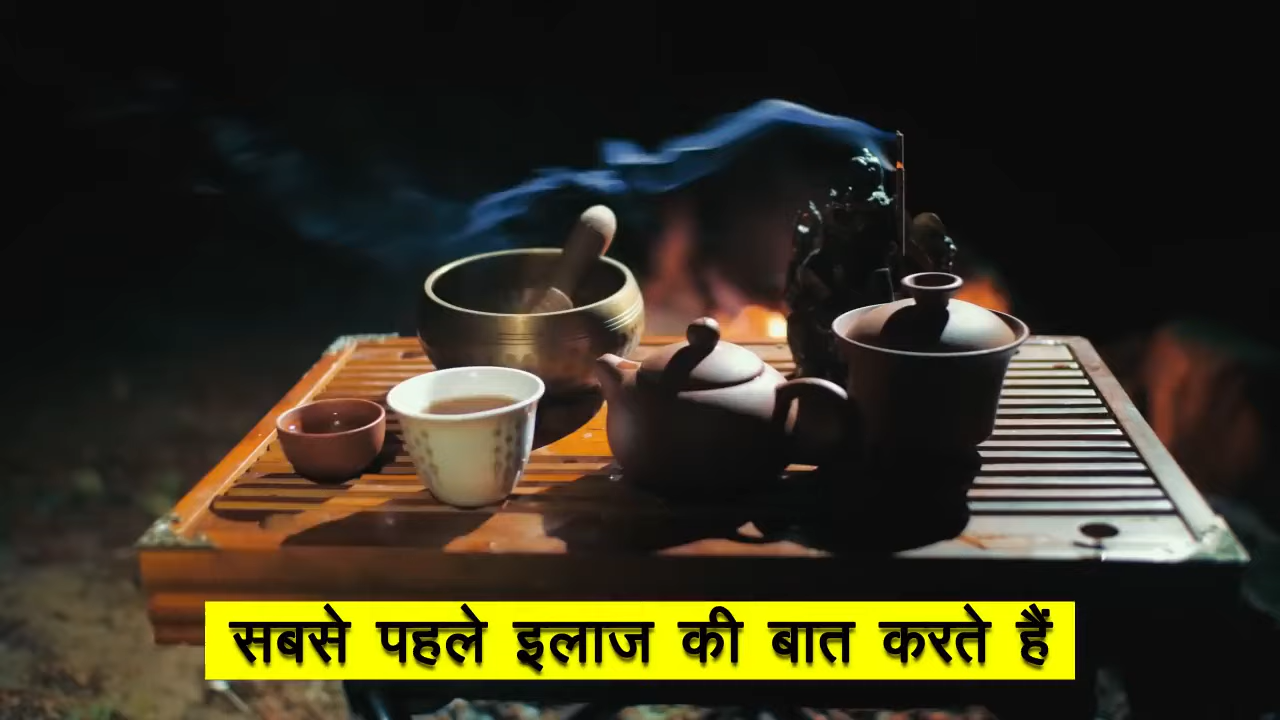 सबसे पहले इलाज की बात करते हैं